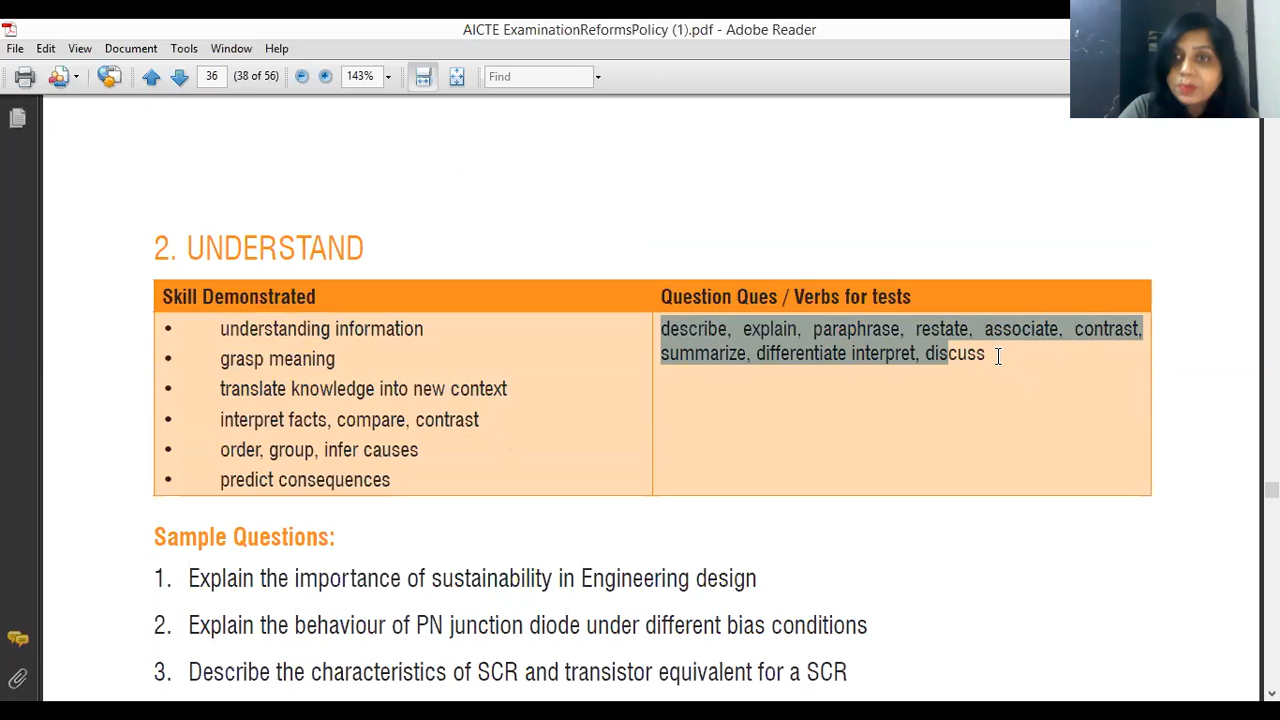 AICTE ExaminationReformsPolicy (1).pdf - Adobe Reader
File Edit View Document Tools Window Help
36 (38 of 56) 143% Find
2. UNDERSTAND
Skill Demonstrated
Question Ques / Verbs for tests
• understanding information
• grasp meaning
• translate knowledge into new context
• interpret facts, compare, contrast
• order, group, infer causes
• predict consequences
describe, explain, paraphrase, restate, associate, contrast,
summarize, differentiate interpret, discuss
Sample Questions:
1. Explain the importance of sustainability in Engineering design
2. Explain the behaviour of PN junction diode under different bias conditions
3. Describe the characteristics of SCR and transistor equivalent for a SCR